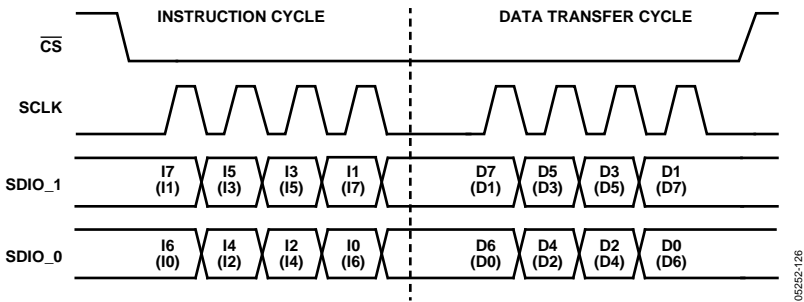 INSTRUCTION CYCLE DATA TRANSFER CYCLE
CS
SCLK
SDIO_1 I7 I5 I3 I1 D7 D5 D3 D1
(I1) (I3) (I5) (I7) (D1) (D3) (D5) (D7)
SDIO_0 I6 I4 I2 I0 D6 D4 D2 D0
(I0) (I2) (I4) (I6) (D0) (D2) (D4) (D6)
05252-126